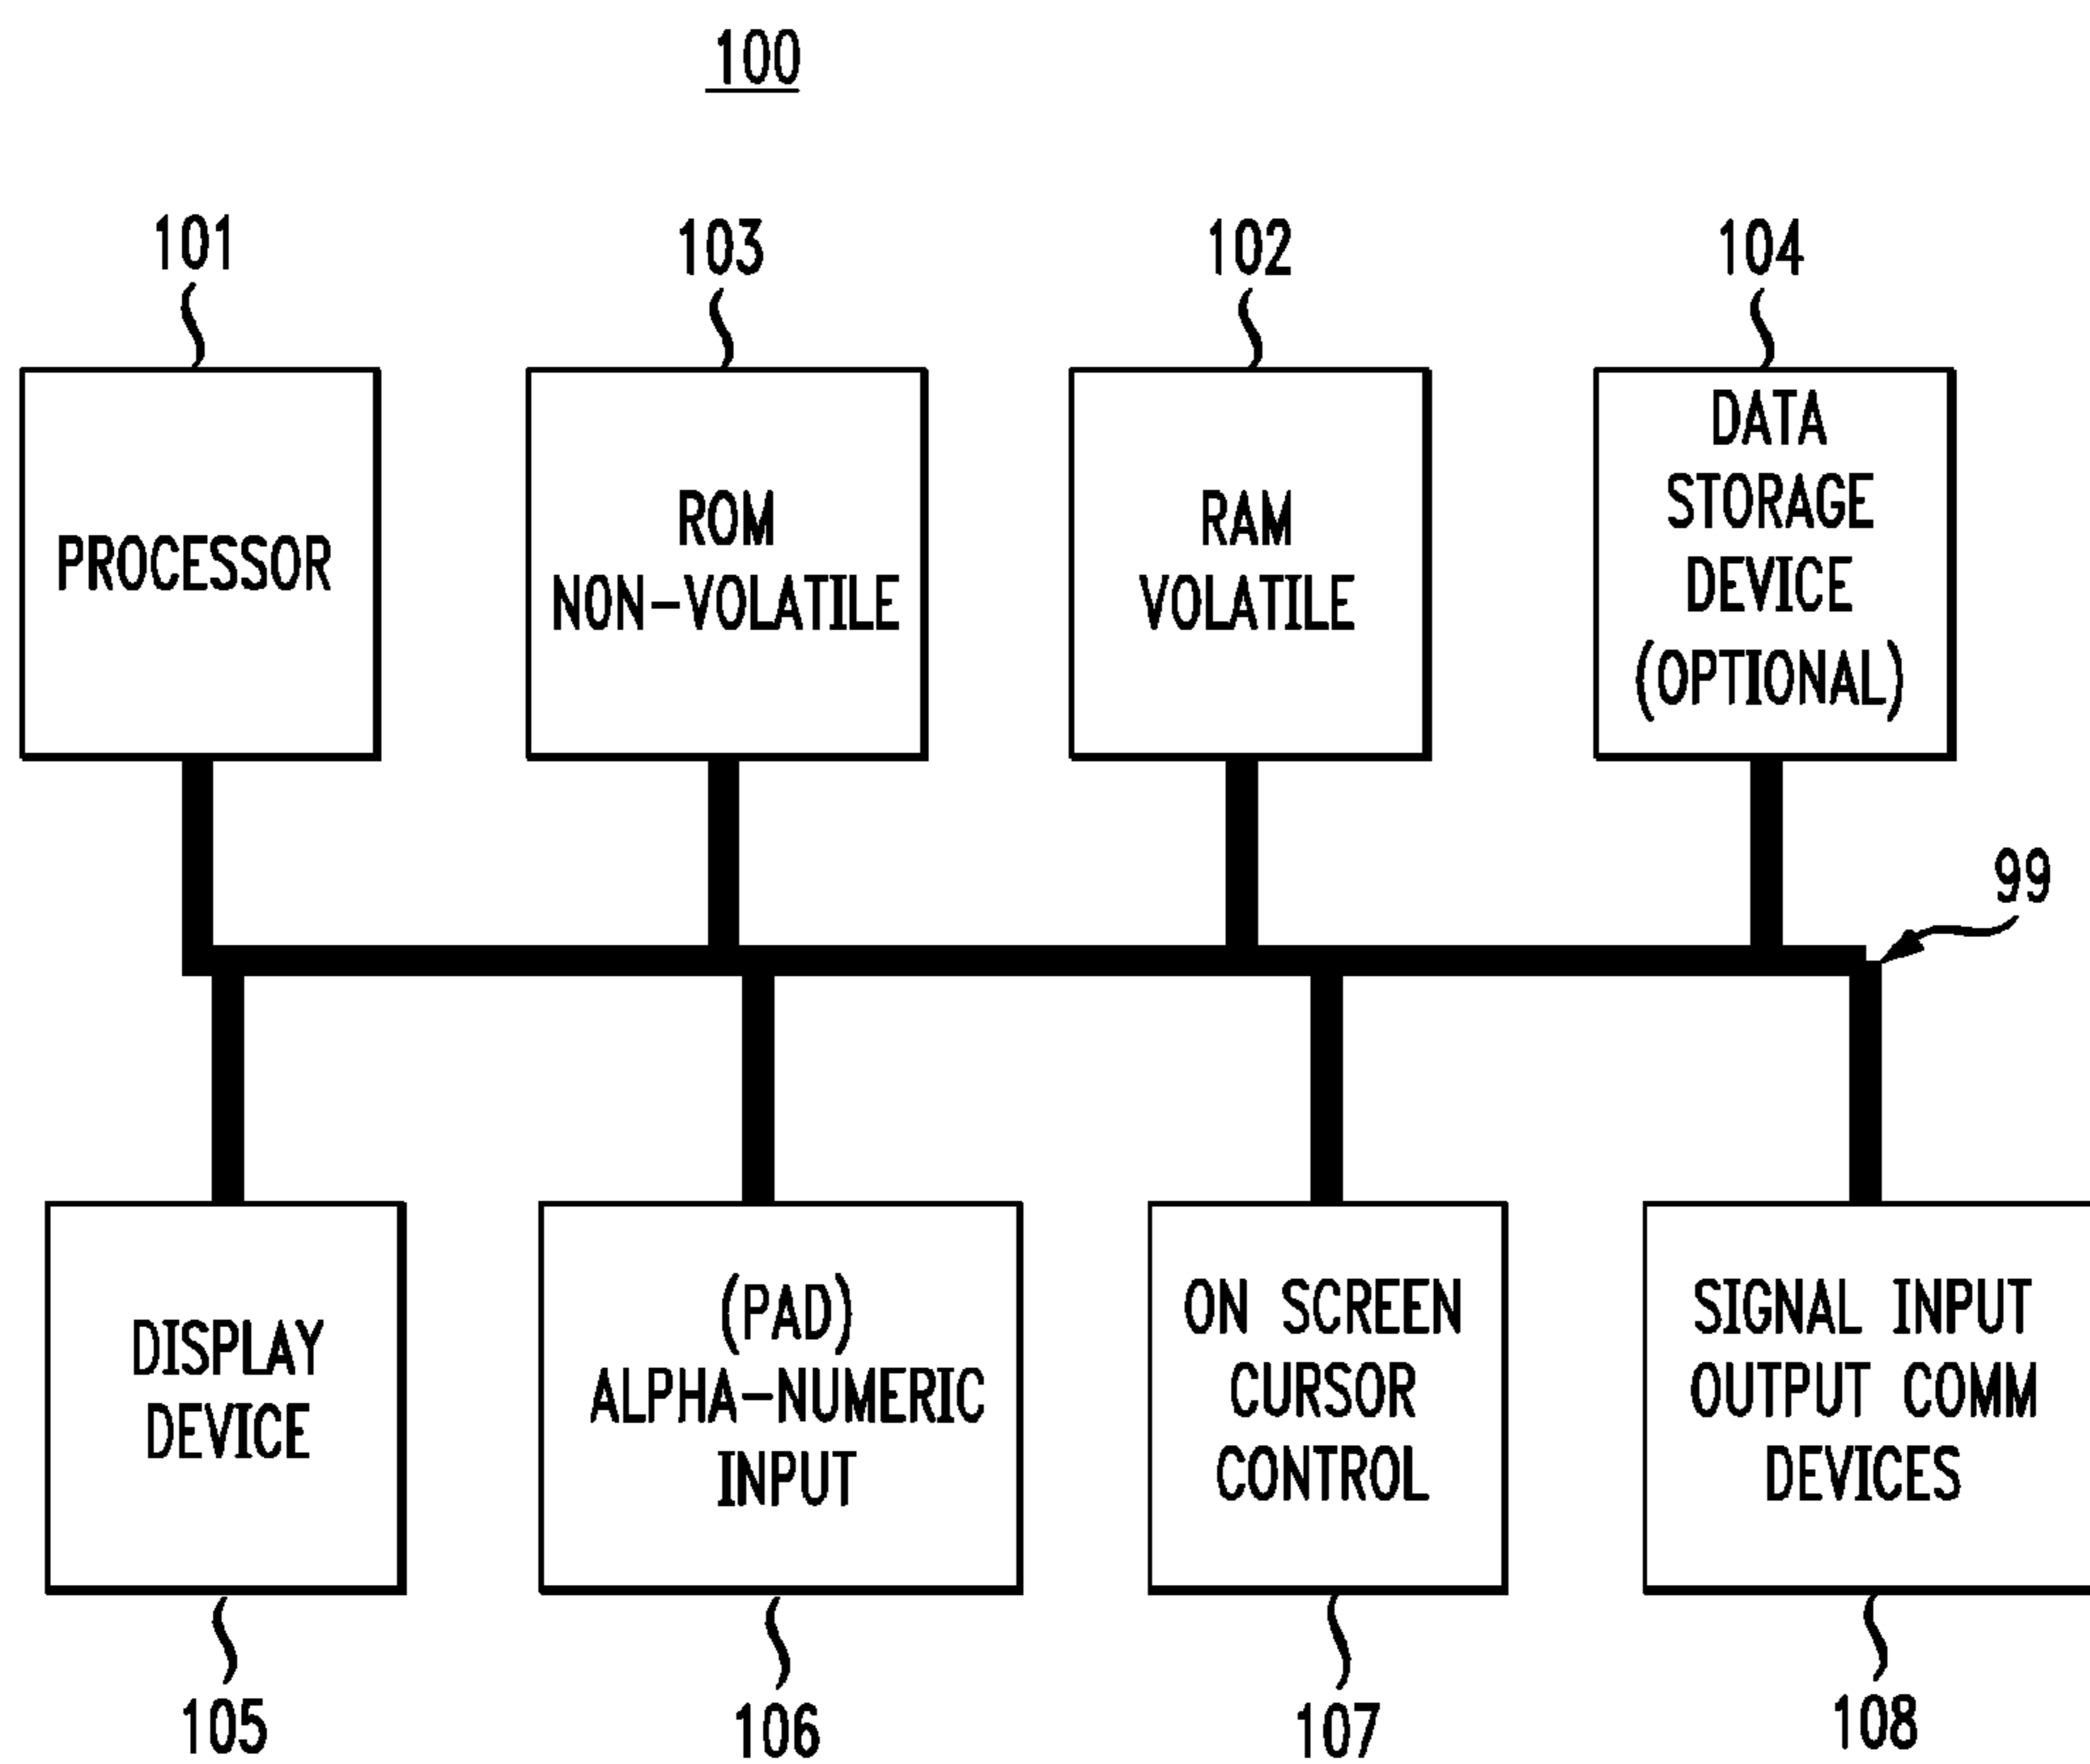 100
101
103
102
104
PROCESSOR
ROM
NON-VOLATILE
RAM
VOLATILE
DATA
STORAGE
DEVICE
(OPTIONAL)
99
DISPLAY
DEVICE
(PAD)
ALPHA-NUMERIC
INPUT
ON SCREEN
CURSOR
CONTROL
SIGNAL INPUT
OUTPUT COMM
DEVICES
105
106
107
108